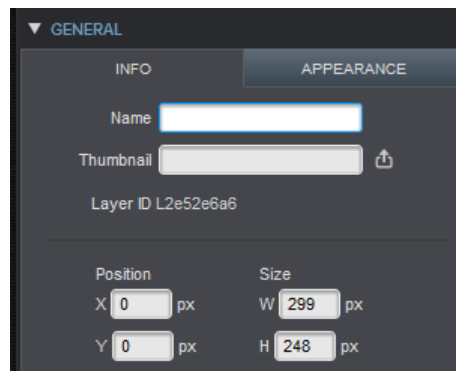 GENERAL
INFO APPEARANCE
Name
Thumbnail
Layer ID L2e52e6a6
Position Size
X 0 px W 299 px
Y 0 px H 248 px